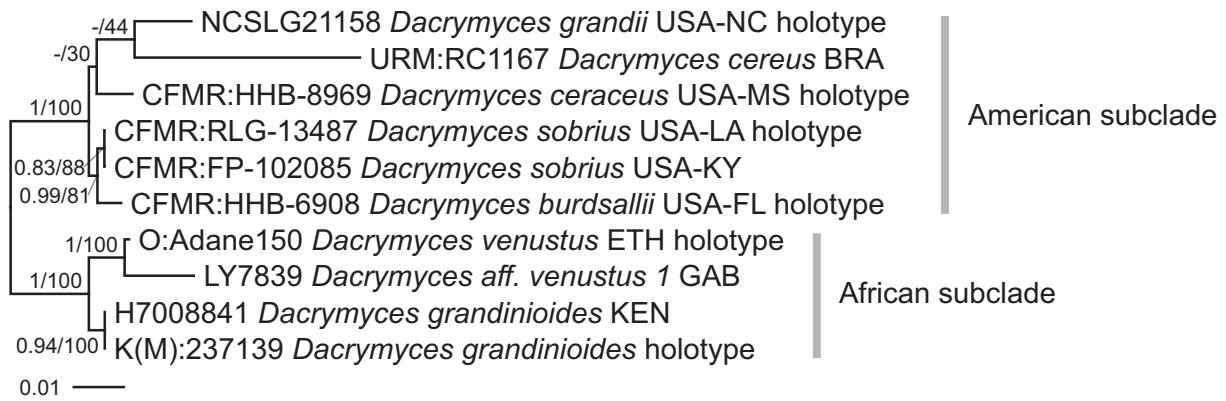 -/44
NCSLG21158 Dacrymyces grandii USA-NC holotype
-/30
URM:RC1167 Dacrymyces cereus BRA
CFMR:HHB-8969 Dacrymyces ceraceus USA-MS holotype
1/100
American subclade
CFMR:RLG-13487 Dacrymyces sobrius USA-LA holotype
0.83/88
CFMR:FP-102085 Dacrymyces sobrius USA-KY
0.99/81
CFMR:HHB-6908 Dacrymyces burdsallii USA-FL holotype
1/100
O:Adane150 Dacrymyces venustus ETH holotype
1/100
LY7839 Dacrymyces aff. venustus 1 GAB
African subclade
H7008841 Dacrymyces grandinioides KEN
0.94/100
K(M):237139 Dacrymyces grandinioides holotype
0.01